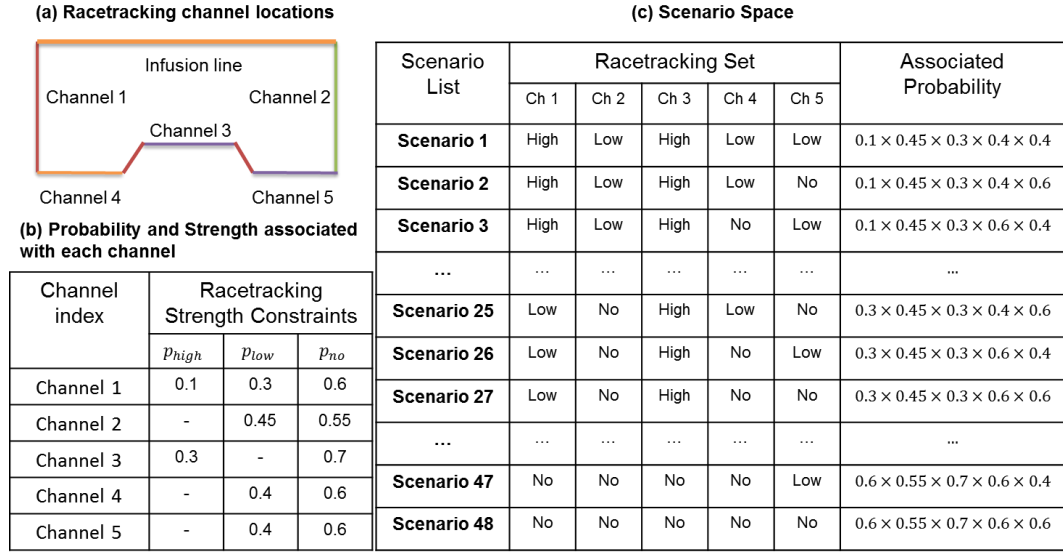 (a) Racetracking channel locations
Infusion line
Channel 1
Channel 2
Channel 3
Channel 4
Channel 5
(b) Probability and Strength associated
with each channel
Channel index
Racetracking
Strength Constraints
p_high p_low p_no
Channel 1 0.1 0.3 0.6
Channel 2 - 0.45 0.55
Channel 3 0.3 - 0.7
Channel 4 - 0.4 0.6
Channel 5 - 0.4 0.6
(c) Scenario Space
Scenario List
Racetracking Set
Associated Probability
Ch 1 Ch 2 Ch 3 Ch 4 Ch 5
Scenario 1 High Low High Low Low 0.1 × 0.45 × 0.3 × 0.4 × 0.4
Scenario 2 High Low High Low No 0.1 × 0.45 × 0.3 × 0.4 × 0.6
Scenario 3 High Low High No Low 0.1 × 0.45 × 0.3 × 0.6 × 0.4
... ... ... ... ... ... ...
Scenario 25 Low No High Low No 0.3 × 0.45 × 0.3 × 0.4 × 0.6
Scenario 26 Low No High No Low 0.3 × 0.45 × 0.3 × 0.6 × 0.4
Scenario 27 Low No High No No 0.3 × 0.45 × 0.3 × 0.6 × 0.6
... ... ... ... ... ... ...
Scenario 47 No No No No Low 0.6 × 0.55 × 0.7 × 0.6 × 0.4
Scenario 48 No No No No No 0.6 × 0.55 × 0.7 × 0.6 × 0.6